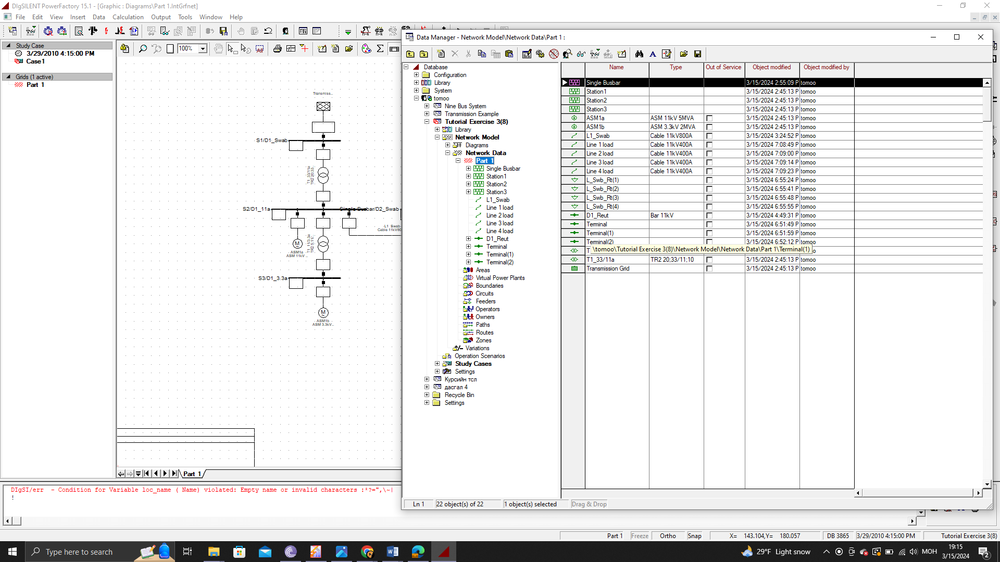 DIgSILENT PowerFactory 15.1 - [Graphic : Diagrams\Part 1.IntGrfnet]
File Edit View Insert Data Calculation Output Tools Window Help
Study Case
3/29/2010 4:15:00 PM
Case1
Grids (1 active)
Part 1
100%
Transmiss..
S1/D1_Swab
T1_33/11a
TR2 20;33..
S2/D1_11a
Single Busbar/D2_Swab
L1_Swab
Cable 11kV80
ASM1a
ASM 11kV ..
T1_11/3.3a
TR2 5;11/..
S3/D1_3.3a
ASM1b
ASM 3.3kV..
Part 1
DIgSI/err - Condition for Variable loc_name ( Name) violated: Empty name or invalid characters :*?=",\~|
!
Data Manager - Network Model\Network Data\Part 1 :
Database
Configuration
Library
System
tomoo
Nine Bus System
Transmission Example
Tutorial Exercise 3(8)
Library
Network Model
Diagrams
Network Data
Part 1
Single Busbar
Station1
Station2
Station3
L1_Swab
Line 1 load
Line 2 load
Line 3 load
Line 4 load
D1_Reut
Terminal
Terminal(1)
Terminal(2)
Areas
Virtual Power Plants
Boundaries
Circuits
Feeders
Operators
Owners
Paths
Routes
Zones
Variations
Operation Scenarios
Study Cases
Settings
Курсийн тсл
дасгал 4
Recycle Bin
Settings
Name Type Out of Service Object modified Object modified by
Single Busbar 3/15/2024 2:55:09 P tomoo
Station1 3/15/2024 2:45:13 P tomoo
Station2 3/15/2024 2:45:13 P tomoo
Station3 3/15/2024 2:45:13 P tomoo
ASM1a ASM 11kV 5MVA 3/15/2024 2:45:13 P tomoo
ASM1b ASM 3.3kV 2MVA 3/15/2024 2:45:13 P tomoo
L1_Swab Cable 11kV800A 3/15/2024 3:24:52 P tomoo
Line 1 load Cable 11kV400A 3/15/2024 7:08:49 P tomoo
Line 2 load Cable 11kV400A 3/15/2024 7:09:00 P tomoo
Line 3 load Cable 11kV400A 3/15/2024 7:09:14 P tomoo
Line 4 load Cable 11kV400A 3/15/2024 7:09:23 P tomoo
L_Swb_Rt(1) 3/15/2024 6:55:24 P tomoo
L_Swb_Rt(2) 3/15/2024 6:55:41 P tomoo
L_Swb_Rt(3) 3/15/2024 6:55:48 P tomoo
L_Swb_Rt(4) 3/15/2024 6:55:55 P tomoo
D1_Reut Bar 11kV 3/15/2024 4:49:31 P tomoo
Terminal 3/15/2024 6:51:49 P tomoo
Terminal(1) 3/15/2024 6:51:59 P tomoo
Terminal(2) 3/15/2024 6:52:12 P tomoo
T \tomoo\Tutorial Exercise 3(8)\Network Model\Network Data\Part 1\Terminal(1) o
T1_33/11a TR2 20;33/11;10 3/15/2024 2:45:13 P tomoo
Transmission Grid 3/15/2024 2:45:13 P tomoo
Ln 1 22 object(s) of 22 1 object(s) selected Drag & Drop
Part 1 Freeze Ortho Snap X= 143.104,Y= 180.057 DB 3865 3/29/2010 4:15:00 PM Tutorial Exercise 3(8)
Type here to search
29°F Light snow
МОН
19:15
3/15/2024
2